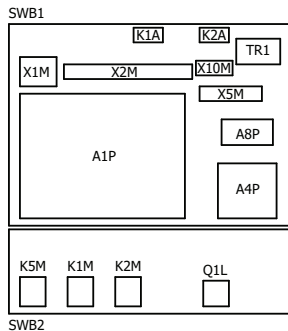 SWB1
K1A K2A
TR1
X1M X2M X10M
X5M
A8P
A1P
A4P
K5M K1M K2M Q1L
SWB2